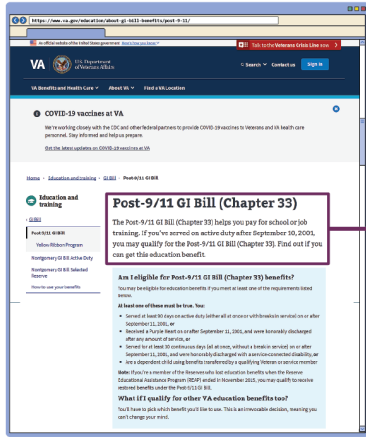 https://www.va.gov/education/about-gi-bill-benefits/post-9-11/
An official website of the United States government Here's how you know
Talk to the Veterans Crisis Line now
VA
U.S. Department
of Veterans Affairs
Search
Contact us
Sign in
VA Benefits and Health Care
About VA
Find a VA Location
COVID-19 vaccines at VA
We're working closely with the CDC and other federal partners to provide COVID-19 vaccines to Veterans and VA health care
personnel. Stay informed and help us prepare.
Get the latest updates on COVID-19 vaccines at VA
Home › Education and training › GI Bill › Post-9/11 GI Bill
Education and
training
GI Bill
Post-9/11 GI Bill
Yellow Ribbon Program
Montgomery GI Bill Active Duty
Montgomery GI Bill Selected
Reserve
How to use your benefits
Post-9/11 GI Bill (Chapter 33)
The Post-9/11 GI Bill (Chapter 33) helps you pay for school or job
training. If you've served on active duty after September 10, 2001,
you may qualify for the Post-9/11 GI Bill (Chapter 33). Find out if you
can get this education benefit.
Am I eligible for Post-9/11 GI Bill (Chapter 33) benefits?
You may be eligible for education benefits if you meet at least one of the requirements listed
below.
At least one of these must be true. You:
• Served at least 90 days on active duty (either all at once or with breaks in service) on or after
September 11, 2001, or
• Received a Purple Heart on or after September 11, 2001, and were honorably discharged
after any amount of service, or
• Served for at least 30 continuous days (all at once, without a break in service) on or after
September 11, 2001, and were honorably discharged with a service-connected disability, or
• Are a dependent child using benefits transferred by a qualifying Veteran or service member
Note: If you're a member of the Reserves who lost education benefits when the Reserve
Educational Assistance Program (REAP) ended in November 2015, you may qualify to receive
restored benefits under the Post-9/11 GI Bill.
What if I qualify for other VA education benefits too?
You'll have to pick which benefit you'd like to use. This is an irrevocable decision, meaning you
can't change your mind.